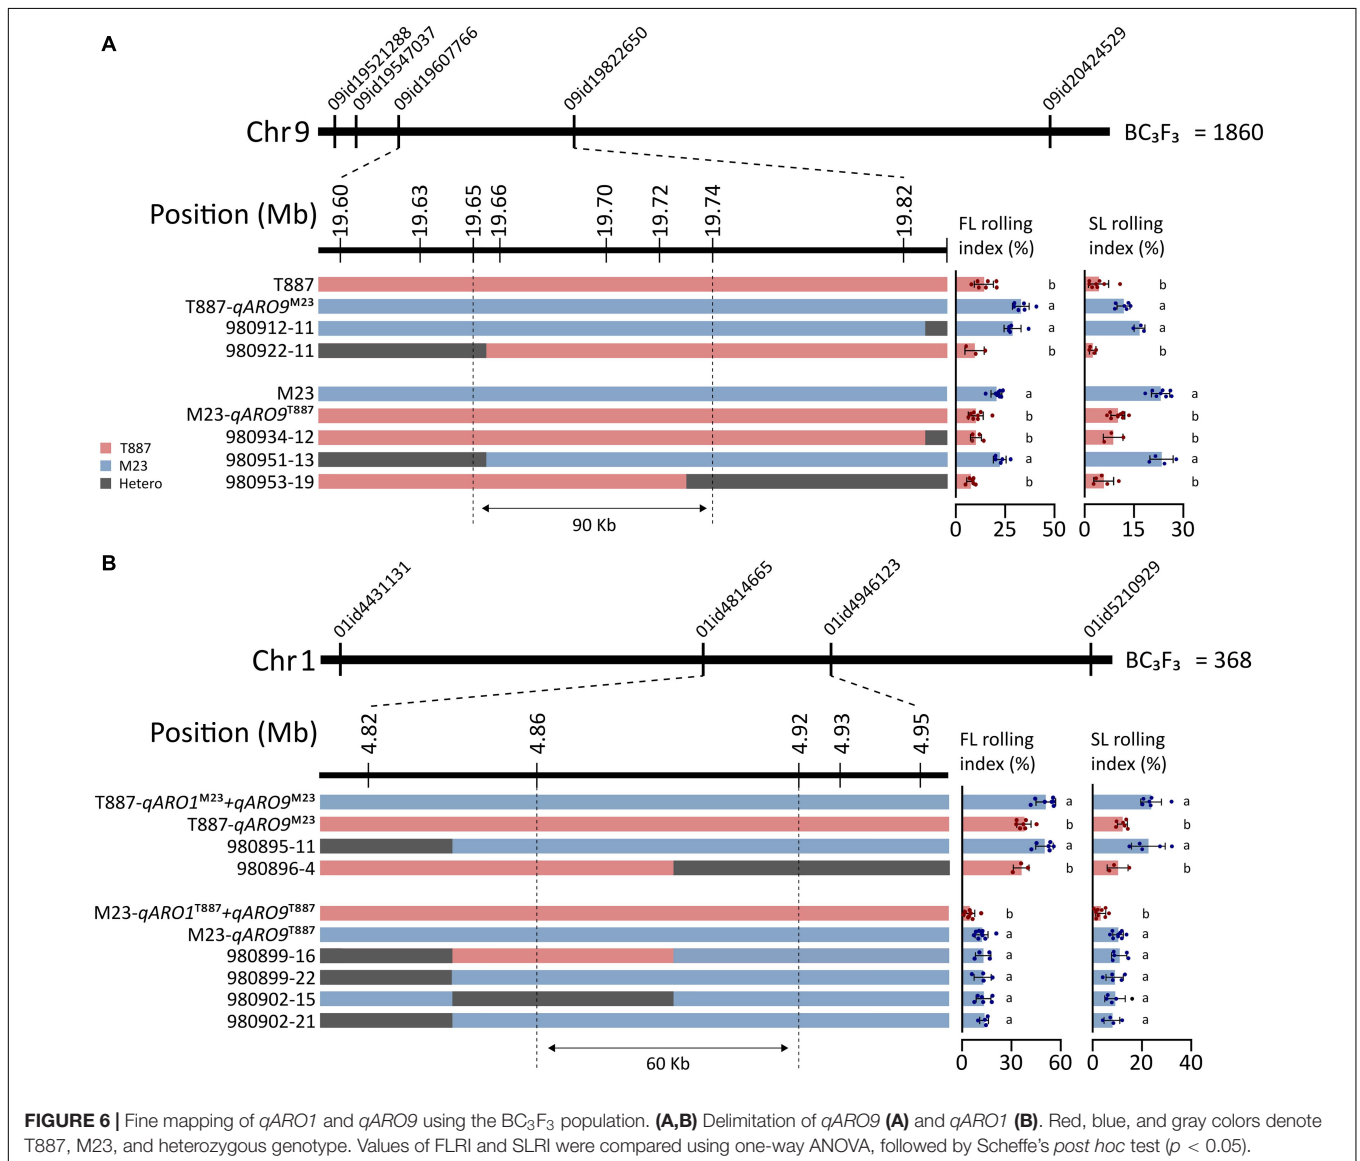 A
09id19521288
09id19547037
09id19607766
09id19822650
09id20424529
Chr 9
BC₃F₃ = 1860
Position (Mb)
19.60
19.63
19.65
19.66
19.70
19.72
19.74
19.82
FL rolling
index (%)
SL rolling
index (%)
T887 b b
T887-qARO9ᴹ²³ a a
980912-11 a a
980922-11 b b
M23 a a
M23-qARO9ᵀ⁸⁸⁷ b b
980934-12 b b
980951-13 a a
980953-19 b b
T887
M23
Hetero
90 Kb
0 25 50
0 15 30
B
01id4431131
01id4814665
01id4946123
01id5210929
Chr 1
BC₃F₃ = 368
Position (Mb)
4.82
4.86
4.92
4.93
4.95
FL rolling
index (%)
SL rolling
index (%)
T887-qARO1ᴹ²³+qARO9ᴹ²³ a a
T887-qARO9ᴹ²³ b b
980895-11 a a
980896-4 b b
M23-qARO1ᵀ⁸⁸⁷+qARO9ᵀ⁸⁸⁷ b b
M23-qARO9ᵀ⁸⁸⁷ a a
980899-16 a a
980899-22 a a
980902-15 a a
980902-21 a a
60 Kb
0 30 60
0 20 40
FIGURE 6 | Fine mapping of qARO1 and qARO9 using the BC₃F₃ population. (A,B) Delimitation of qARO9 (A) and qARO1 (B). Red, blue, and gray colors denote
T887, M23, and heterozygous genotype. Values of FLRI and SLRI were compared using one-way ANOVA, followed by Scheffe's post hoc test (p < 0.05).